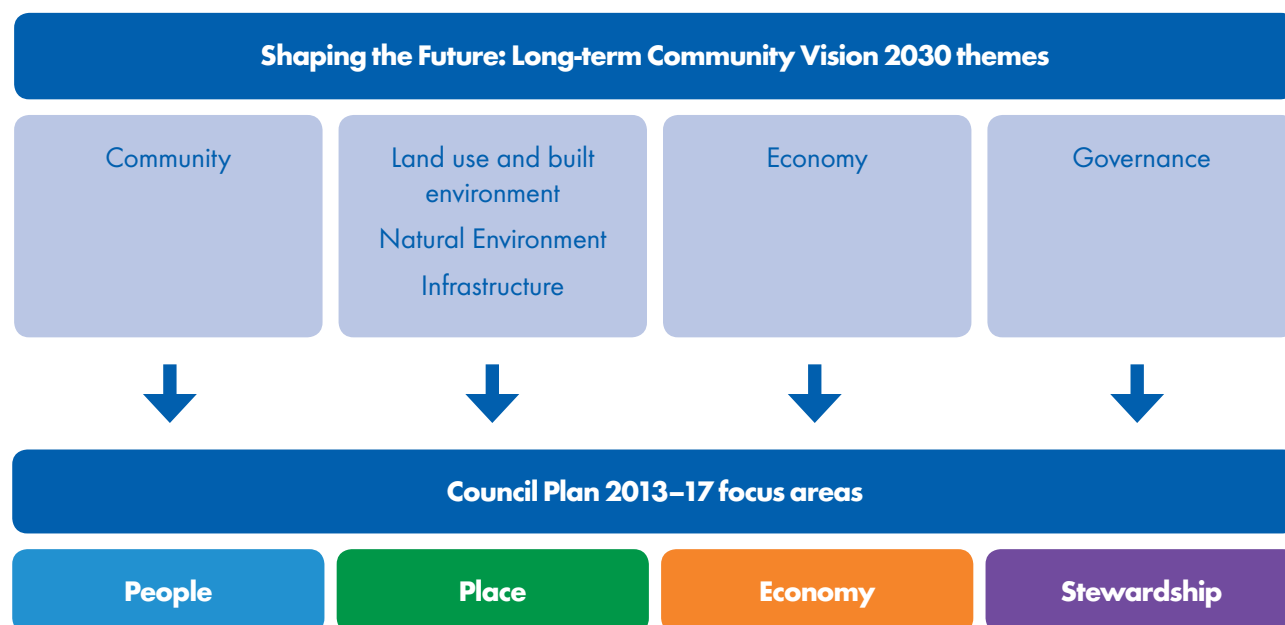 Shaping the Future: Long-term Community Vision 2030 themes
Community
Land use and built
environment
Natural Environment
Infrastructure
Economy
Governance
Council Plan 2013–17 focus areas
People
Place
Economy
Stewardship